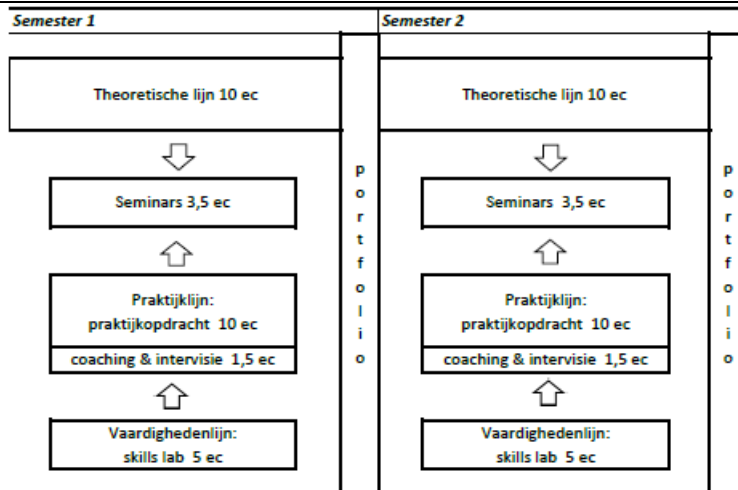 Semester 1
Theoretische lijn 10 ec
Seminars 3,5 ec
Praktijklijn:
praktijkopdracht 10 ec
coaching & intervisie 1,5 ec
Vaardighedenlijn:
skills lab 5 ec
p
o
r
t
f
o
l
i
o
Semester 2
Theoretische lijn 10 ec
Seminars 3,5 ec
Praktijklijn:
praktijkopdracht 10 ec
coaching & intervisie 1,5 ec
Vaardighedenlijn:
skills lab 5 ec
p
o
r
t
f
o
l
i
o